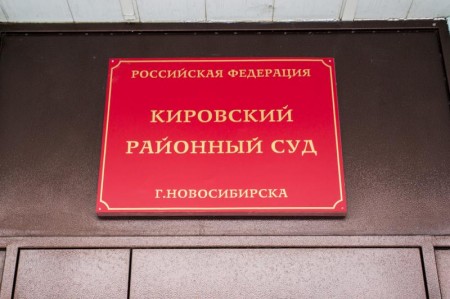 РОССИЙСКАЯ ФЕДЕРАЦИЯ
КИРОВСКИЙ
РАЙОННЫЙ СУД
Г.НОВОСИБИРСКА